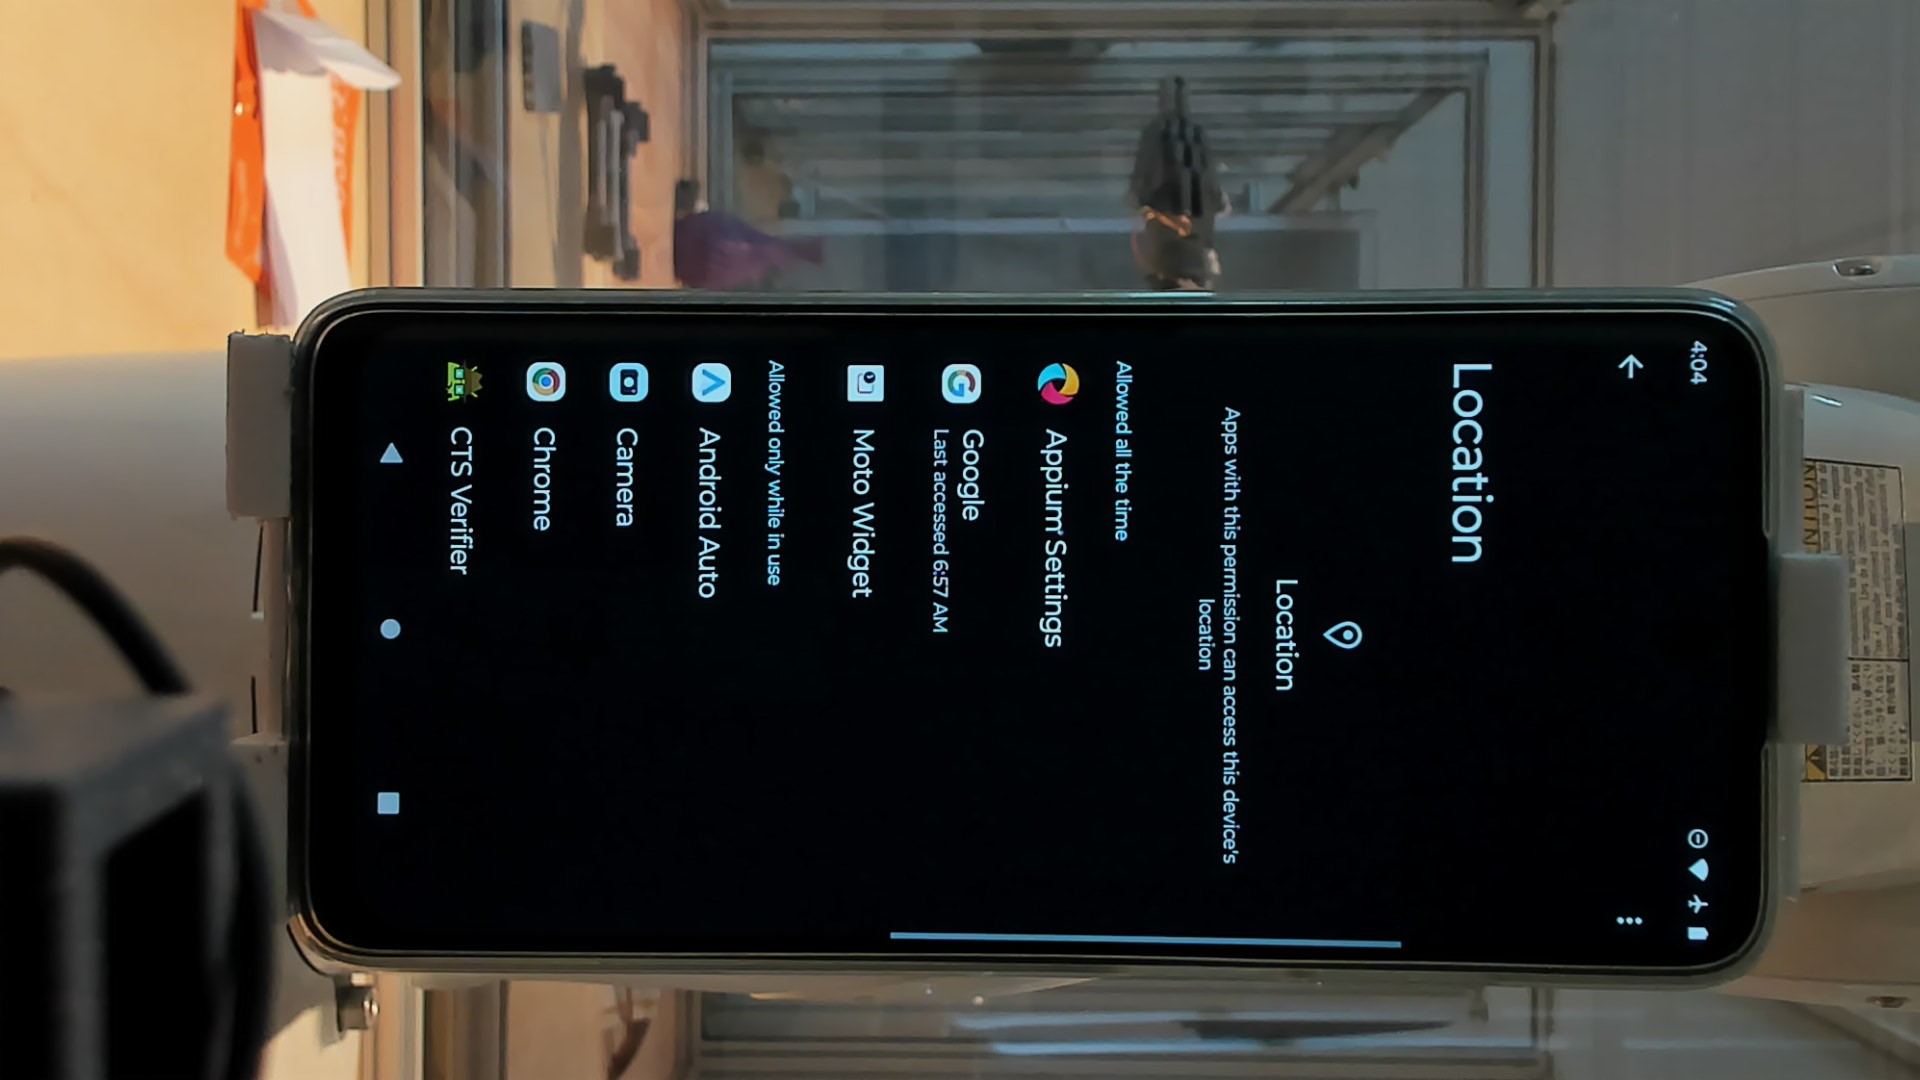 4:04
Location
Location
Apps with this permission can access this device's
location
Allowed all the time
Appium Settings
Google
Last accessed 6:57 AM
Moto Widget
Allowed only while in use
Android Auto
Camera
Chrome
CTS Verifier